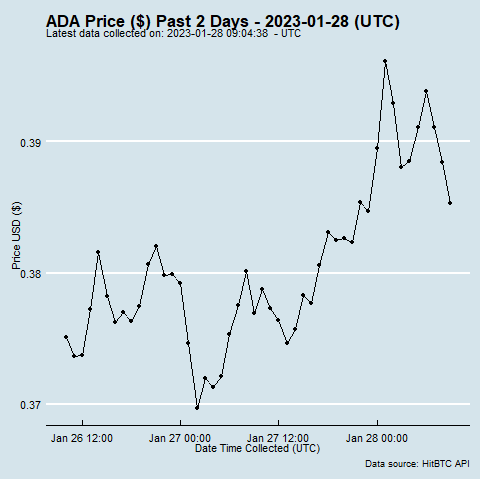 ADA Price ($) Past 2 Days - 2023-01-28 (UTC)
Latest data collected on: 2023-01-28 09:04:38 - UTC
Price USD ($)
0.39
0.38
0.37
Jan 26 12:00 Jan 27 00:00 Jan 27 12:00 Jan 28 00:00
Date Time Collected (UTC)
Data source: HitBTC API